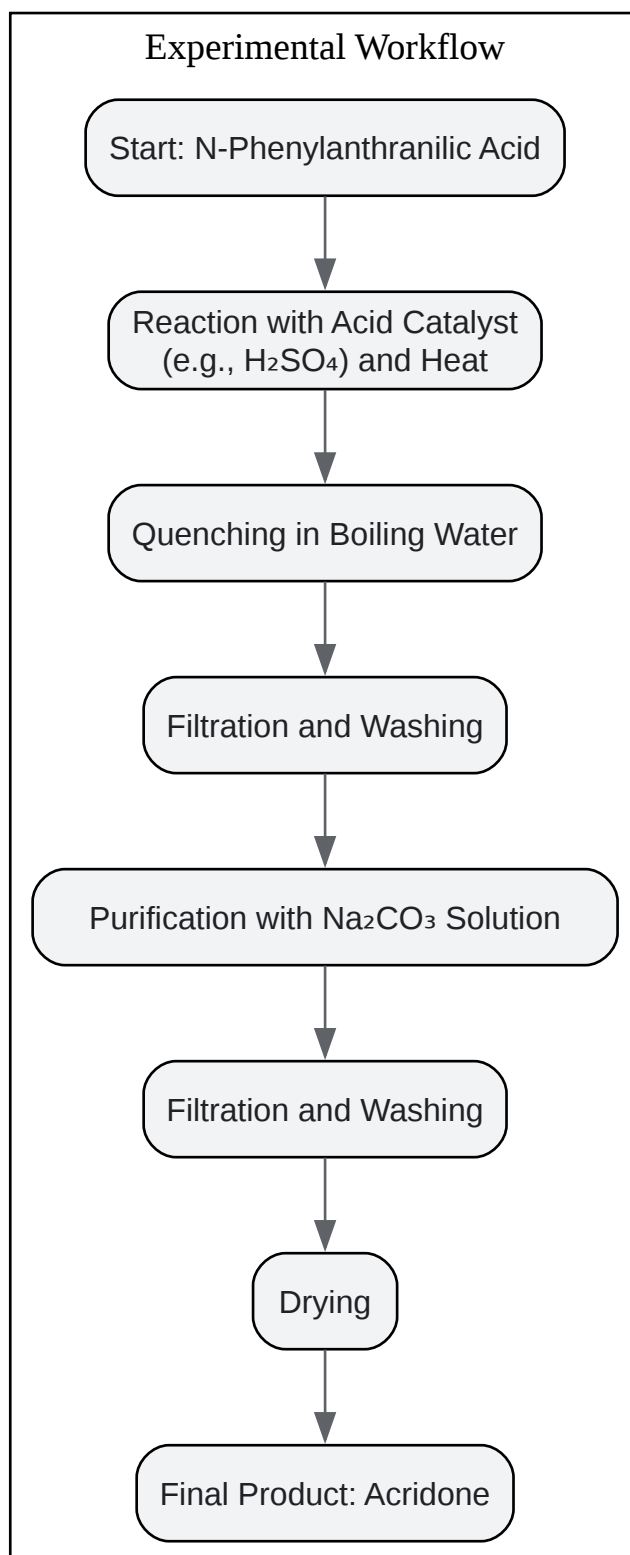 Experimental Workflow
Start: N-Phenylanthranilic Acid
Reaction with Acid Catalyst
(e.g., H₂SO₄) and Heat
Quenching in Boiling Water
Filtration and Washing
Purification with Na₂CO₃ Solution
Filtration and Washing
Drying
Final Product: Acridone